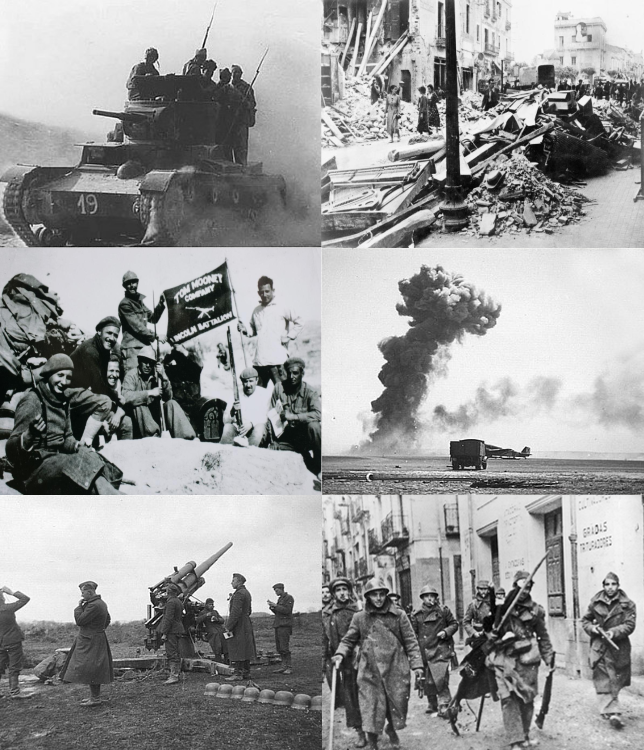 19
TOM MOONEY
COMPANY
LINCOLN BATTALION
GRADAS
TRITURADORES